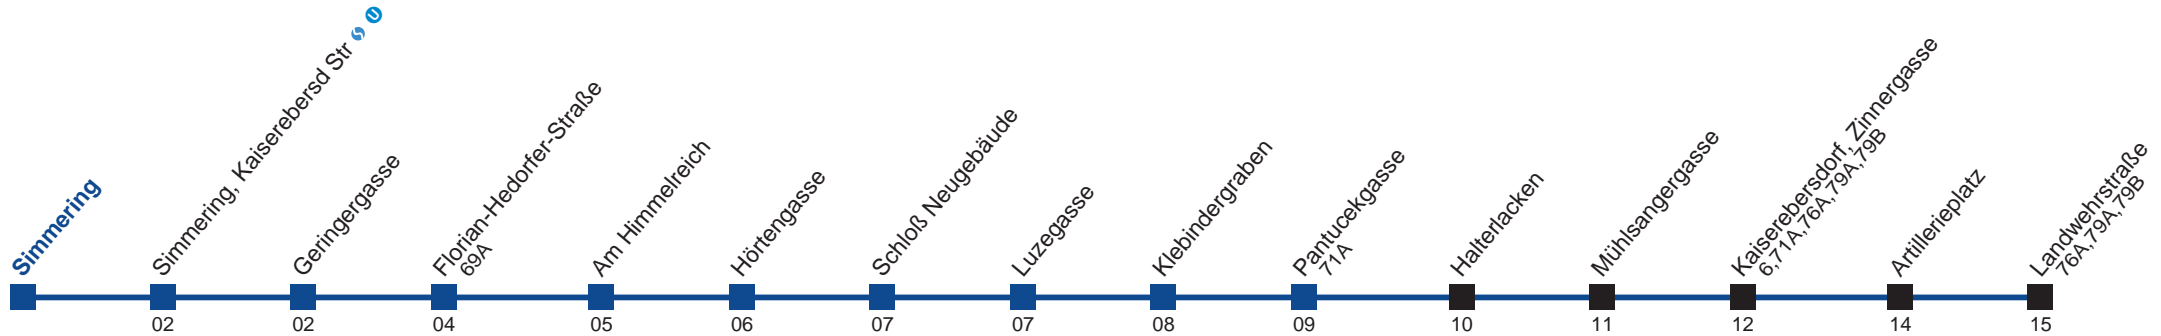 Simmering
Simmering, Kaiserebersd Str S U
02
Geringergasse
02
Florian-Hedorfer-Straße
69A
04
Am Himmelreich
05
Hörtengasse
06
Schloß Neugebäude
07
Luzegasse
07
Klebindergraben
08
Pantucekgasse
71A
09
Halterlacken
10
Mühlsangergasse
11
Kaiserebersdorf, Zinnergasse
6,71A,76A,79A,79B
12
Artillerieplatz
14
Landwehrstraße
76A,79A,79B
15